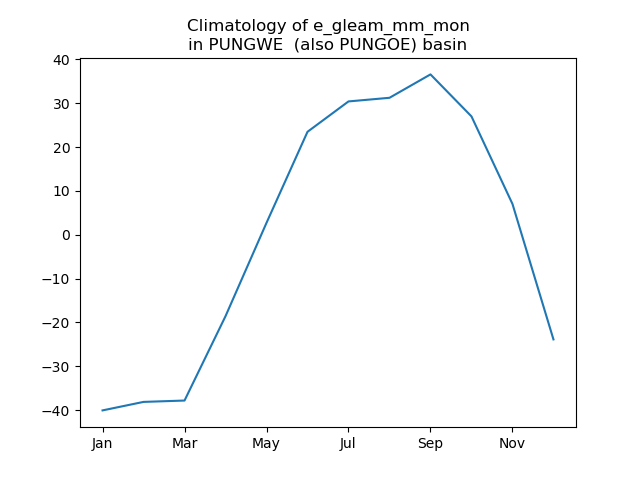 Climatology of e_gleam_mm_mon
in PUNGWE  (also PUNGOE) basin
40
30
20
10
0
−10
−20
−30
−40
Jan
Mar
May
Jul
Sep
Nov